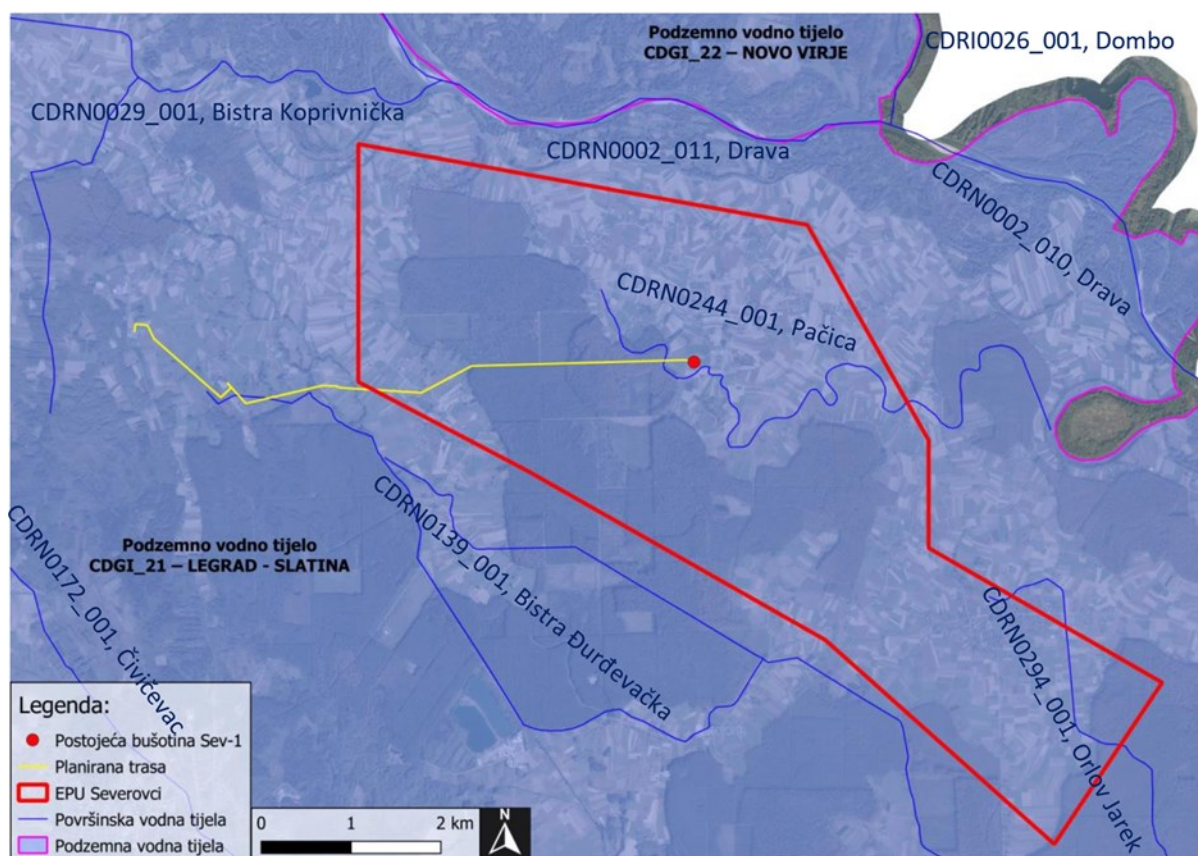 Podzemno vodno tijelo
CDGI_22 – NOVO VIRJE
CDRI0026_001, Dombo
CDRN0029_001, Bistra Koprivnička
CDRN0002_011, Drava
CDRN0002_010, Drava
CDRN0244_001, Pačica
CDRN0139_001, Bistra Đurđevačka
Podzemno vodno tijelo
CDGI_21 – LEGRAD - SLATINA
CDRN0172_001, Čivičevac
CDRN0294_001, Orlov Jarek
Legenda:
Postojeća bušotina Sev-1
Planirana trasa
EPU Severovci
Površinska vodna tijela
Podzemna vodna tijela
0 1 2 km
N